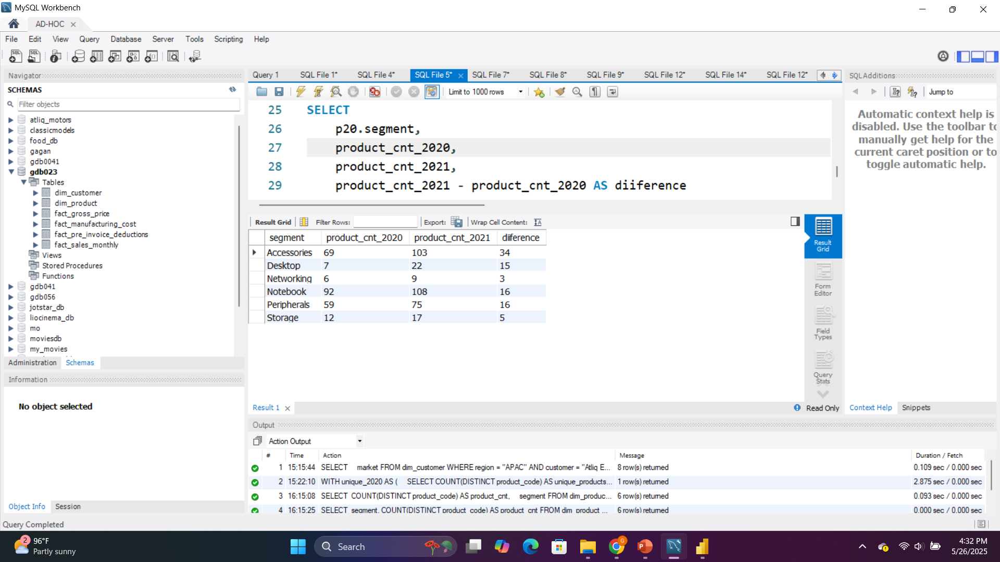 MySQL Workbench
AD-HOC
File Edit View Query Database Server Tools Scripting Help
Navigator
SCHEMAS
Filter objects
atliq_motors
classicmodels
food_db
gagan
gdb0041
gdb023
Tables
dim_customer
dim_product
fact_gross_price
fact_manufacturing_cost
fact_pre_invoice_deductions
fact_sales_monthly
Views
Stored Procedures
Functions
gdb041
gdb056
jotstar_db
liocinema_db
mo
moviesdb
my_movies
Administration Schemas
Information
No object selected
Object Info Session
Query Completed
Query 1 SQL File 1* SQL File 4* SQL File 5* SQL File 7* SQL File 8* SQL File 9* SQL File 12* SQL File 14* SQL File 12*
Limit to 1000 rows
25 SELECT
26 p20.segment,
27 product_cnt_2020,
28 product_cnt_2021,
29 product_cnt_2021 - product_cnt_2020 AS diiference
Result Grid Filter Rows: Export: Wrap Cell Content:
segment product_cnt_2020 product_cnt_2021 diiference
Accessories 69 103 34
Desktop 7 22 15
Networking 6 9 3
Notebook 92 108 16
Peripherals 59 75 16
Storage 12 17 5
Result
Grid
Form
Editor
Field
Types
Query
Stats
Result 1
Read Only
SQLAdditions
Jump to
Automatic context help is
disabled. Use the toolbar to
manually get help for the
current caret position or to
toggle automatic help.
Context Help Snippets
Output
Action Output
# Time Action Message Duration / Fetch
1 15:15:44 SELECT market FROM dim_customer WHERE region = "APAC" AND customer = "Atliq E... 8 row(s) returned 0.109 sec / 0.000 sec
2 15:22:10 WITH unique_2020 AS ( SELECT COUNT(DISTINCT product_code) AS unique_products... 1 row(s) returned 2.875 sec / 0.000 sec
3 16:15:08 SELECT COUNT(DISTINCT product_code) AS product_cnt, segment FROM dim_produc... 6 row(s) returned 0.093 sec / 0.000 sec
4 16:15:25 SELECT segment, COUNT(DISTINCT product_code) AS product_cnt FROM dim_product ... 6 row(s) returned 0.000 sec / 0.000 sec
2
96°F
Partly sunny
Search
4:32 PM
5/26/2025